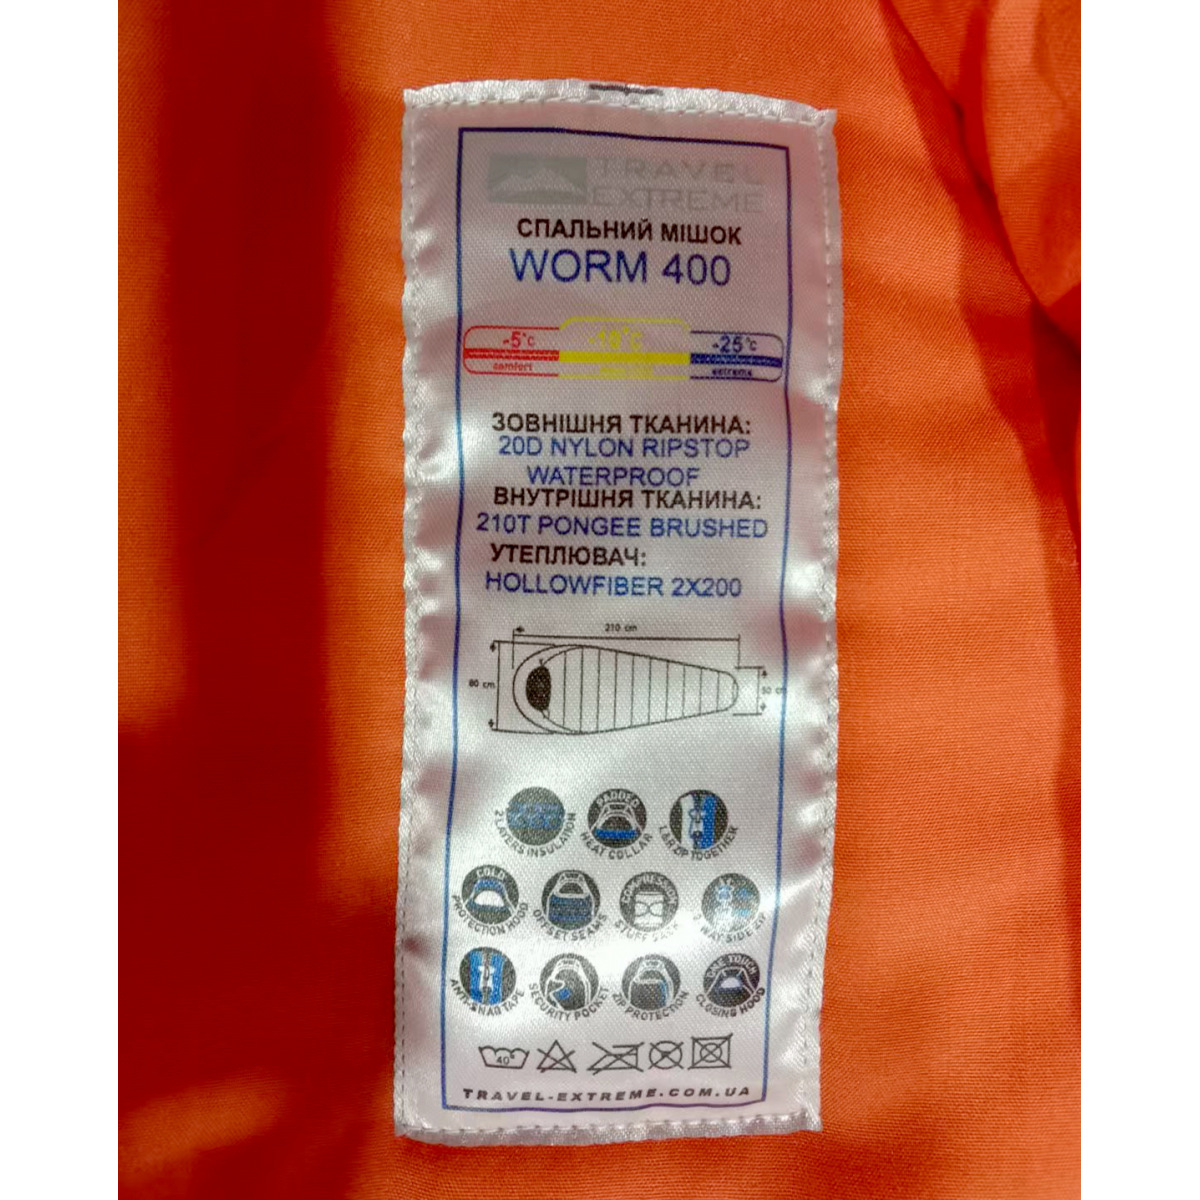 TRAVEL
EXTREME
СПАЛЬНИЙ МІШОК
WORM 400
-5°C -10°C -25°C
comfort extreme
ЗОВНІШНЯ ТКАНИНА:
20D NYLON RIPSTOP
WATERPROOF
ВНУТРІШНЯ ТКАНИНА:
210T PONGEE BRUSHED
УТЕПЛЮВАЧ:
HOLLOWFIBER 2X200
210 cm
80 cm
50 cm
2 LAYERS INSULATION
PADDED HEAT COLLAR
L&R ZIP TOGETHER
COLD PROTECTION HOOD
OFFSET SEAMS
COMPRESSION STUFF SACK
WAY SIDE ZIP
ANTI-SNAG TAPE
SECURITY POCKET
ZIP PROTECTION
ONE TOUCH CLOSING HOOD
40°
TRAVEL-EXTREME.COM.UA